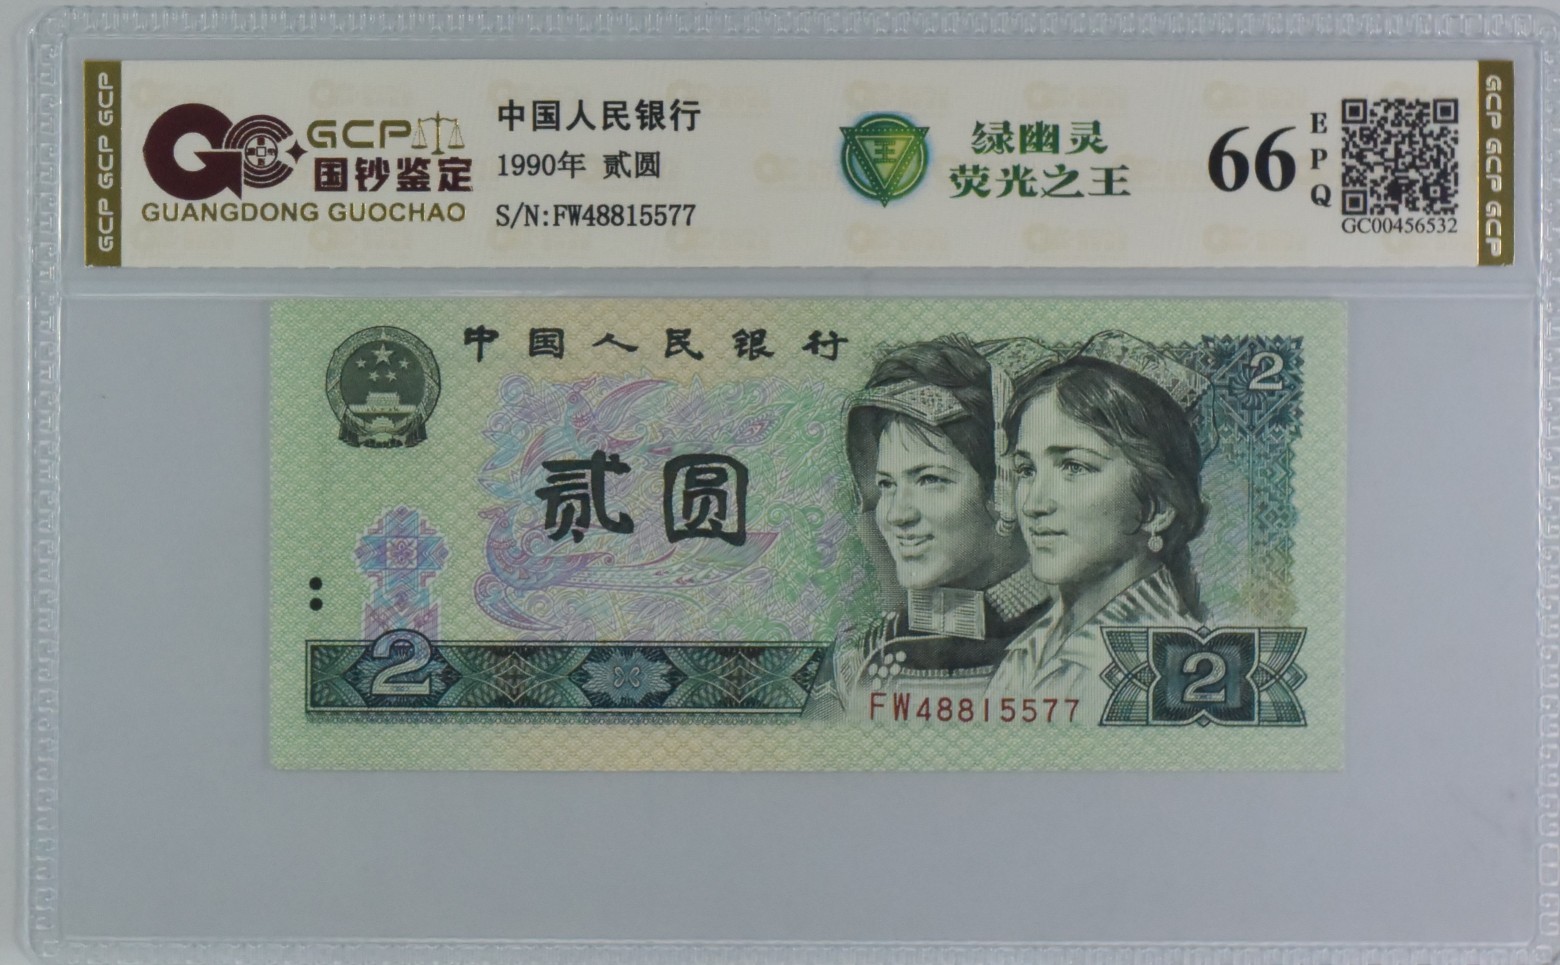 GCP GCP GCP
GCP
国钞鉴定
GUANGDONG GUOCHAO
中国人民银行
1990年 贰圆
S/N:FW48815577
王
绿幽灵
荧光之王
66
EPQ
GC00456532
GCP GCP GCP
中国人民银行
2
贰圆
2
2
FW48815577